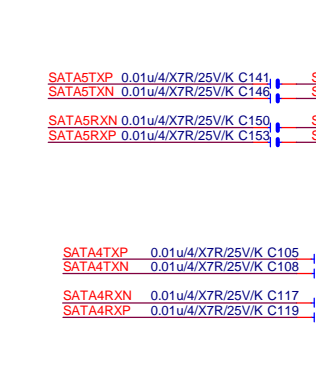 SATA5TXP 0.01u/4/X7R/25V/K C141
SATA5TXN 0.01u/4/X7R/25V/K C146
SATA5RXN 0.01u/4/X7R/25V/K C150
SATA5RXP 0.01u/4/X7R/25V/K C153
SATA4TXP 0.01u/4/X7R/25V/K C105
SATA4TXN 0.01u/4/X7R/25V/K C108
SATA4RXN 0.01u/4/X7R/25V/K C117
SATA4RXP 0.01u/4/X7R/25V/K C119